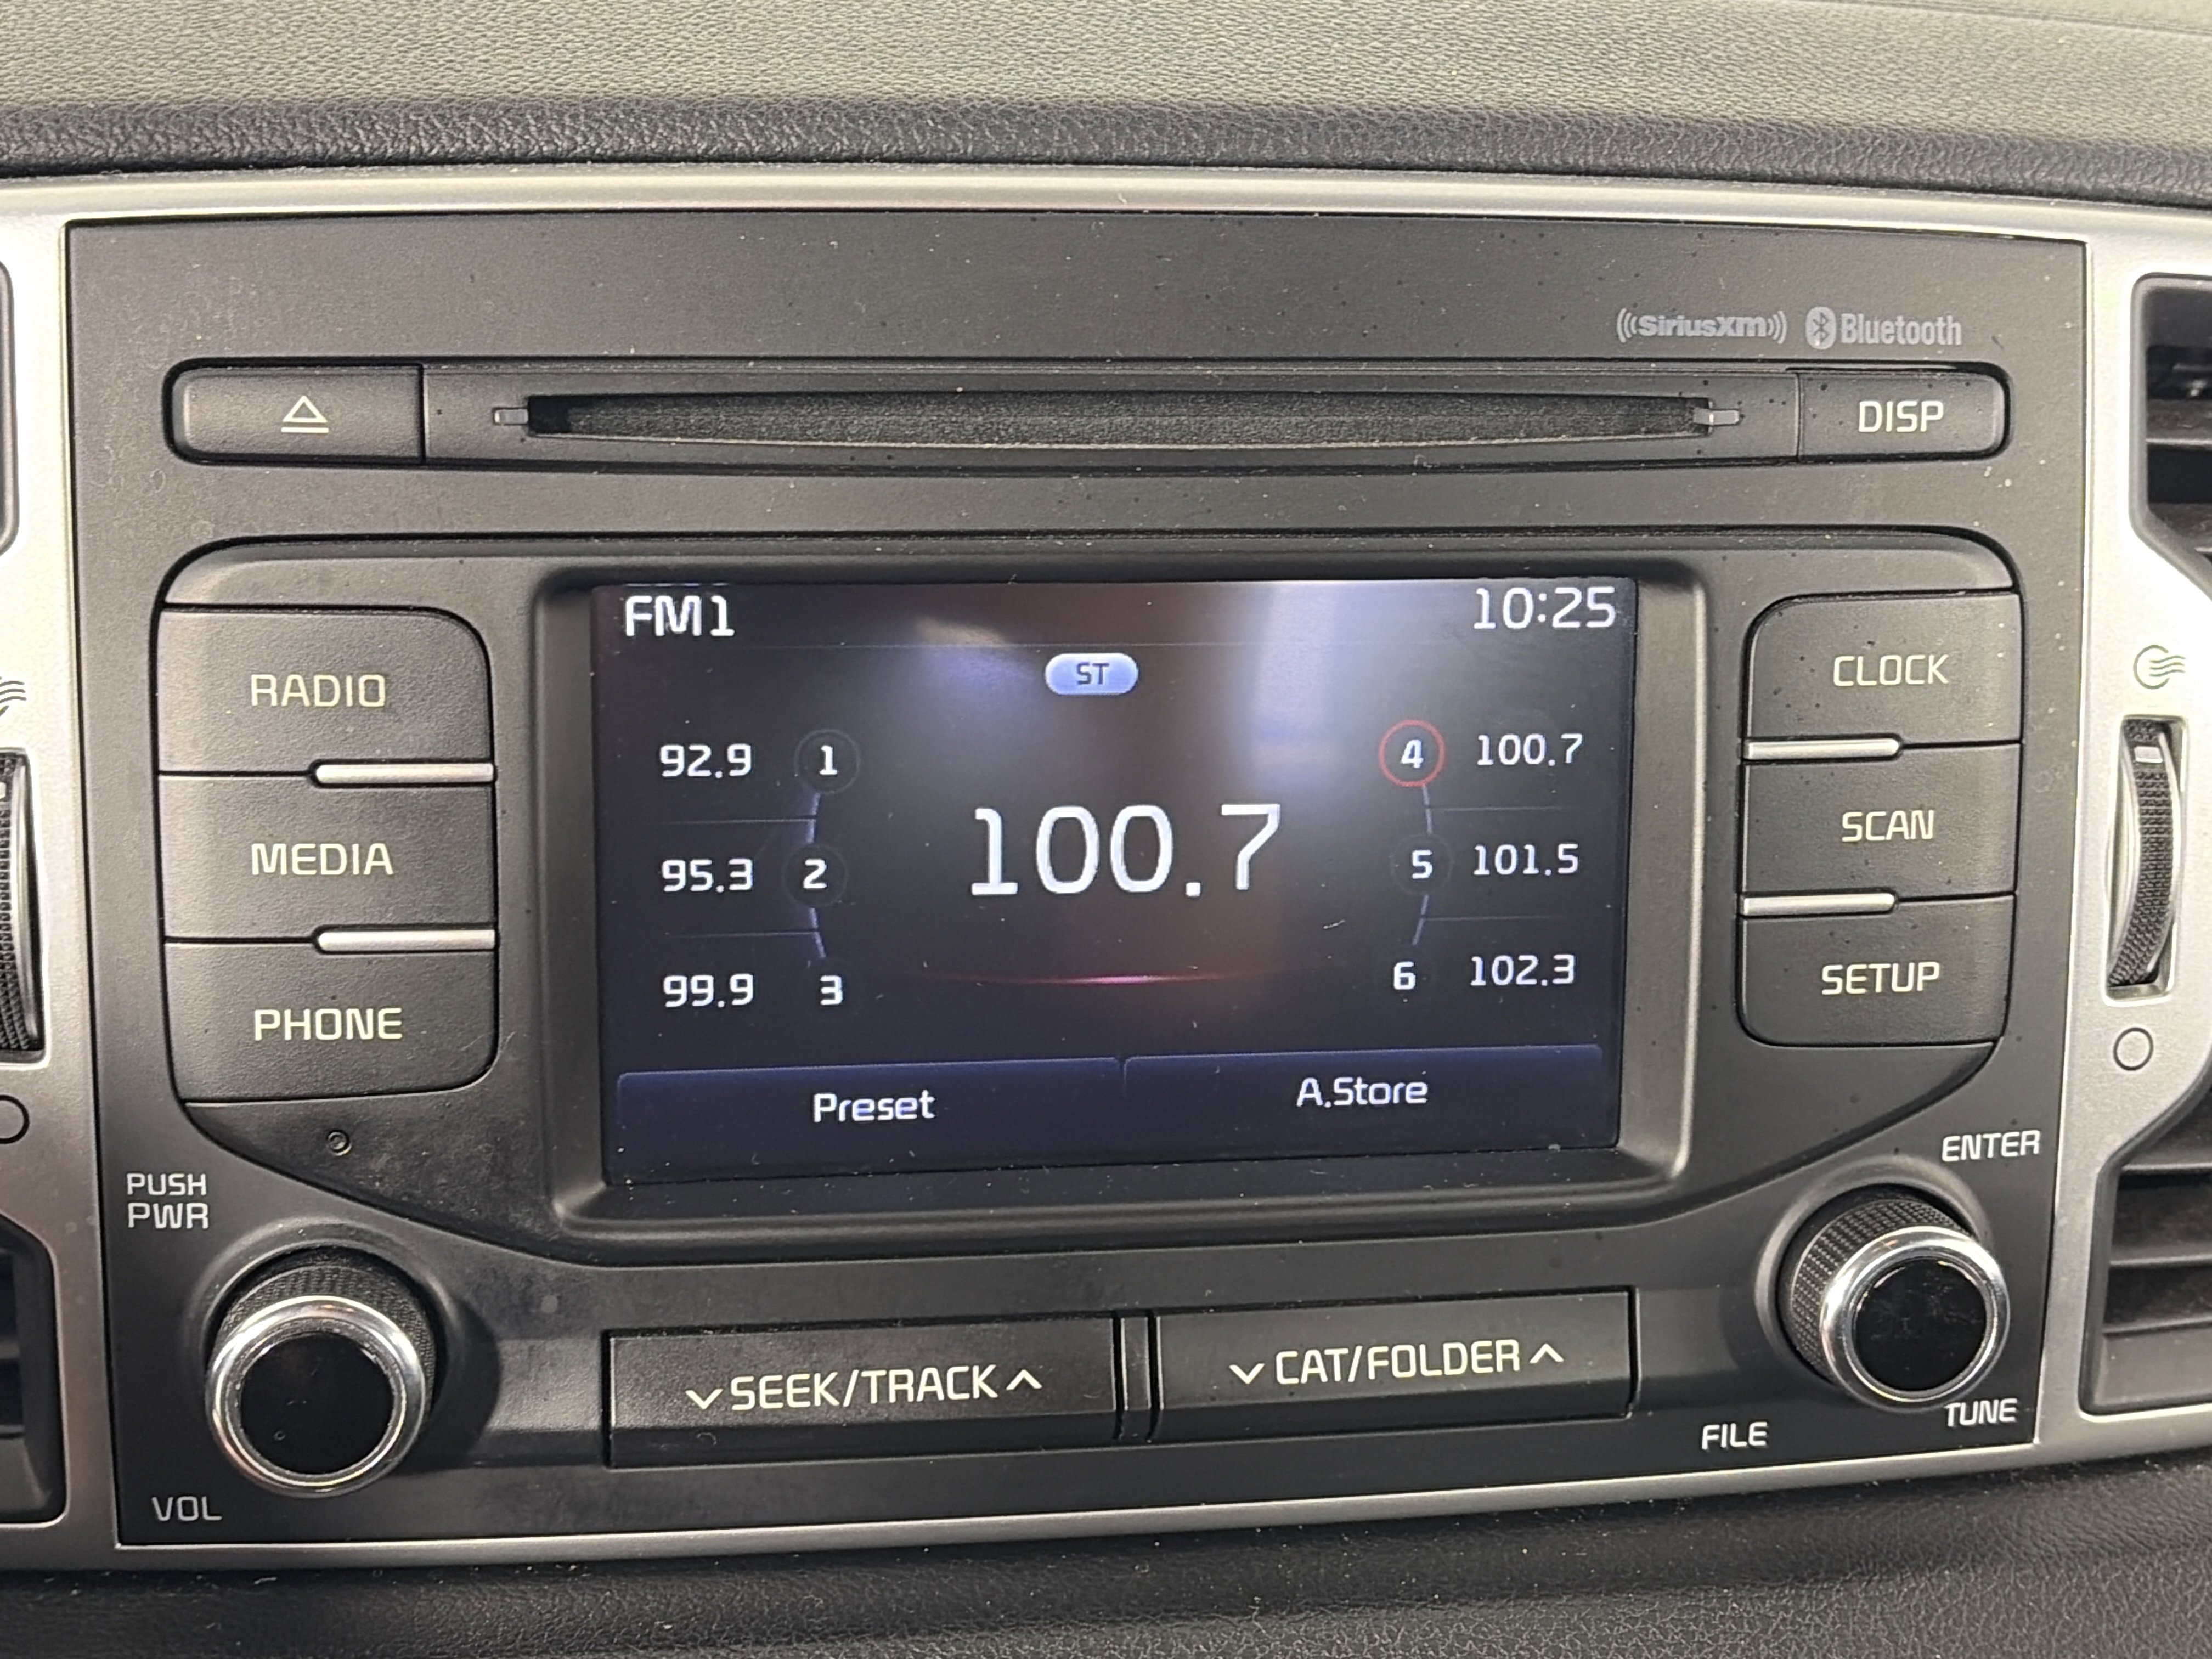 SiriusXM Bluetooth
DISP
FM1 10:25
ST
RADIO
MEDIA
PHONE
92.9 1
95.3 2
99.9 3
100.7
4 100.7
5 101.5
6 102.3
CLOCK
SCAN
SETUP
Preset A.Store
PUSH
PWR
VOL
SEEK/TRACK
CAT/FOLDER
ENTER
TUNE
FILE